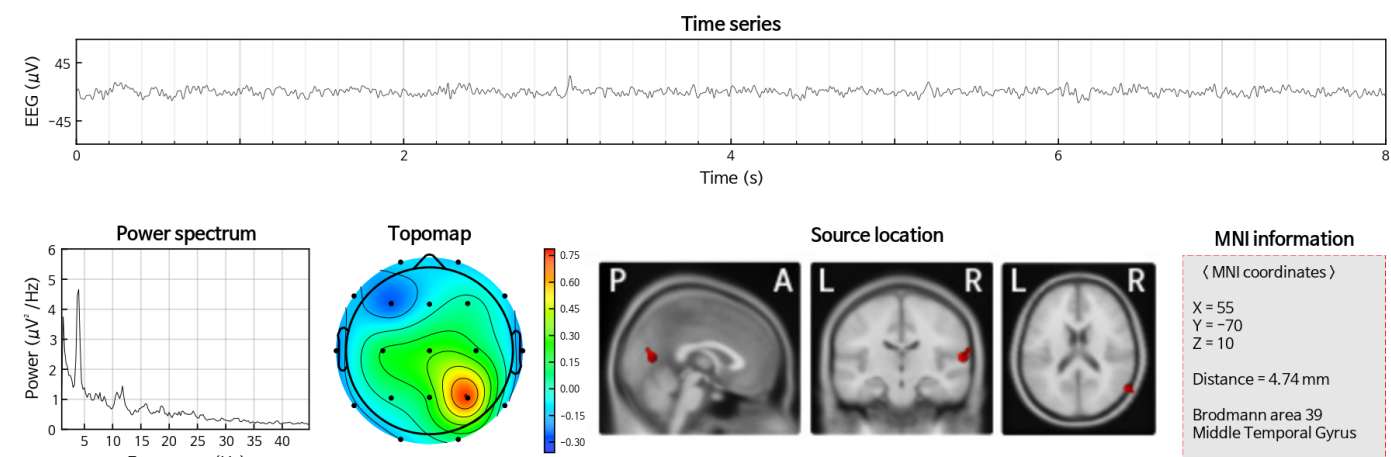 Time series
EEG (μV)
45
−45
0
2
4
6
8
Time (s)
Power spectrum
Power (μV²/Hz)
6
5
4
3
2
1
0
5
10
15
20
25
30
35
40
Topomap
0.75
0.60
0.45
0.30
0.15
0.00
−0.15
−0.30
Source location
P
A
L
R
L
R
MNI information
⟨ MNI coordinates ⟩
X = 55
Y = −70
Z = 10
Distance = 4.74 mm
Brodmann area 39
Middle Temporal Gyrus